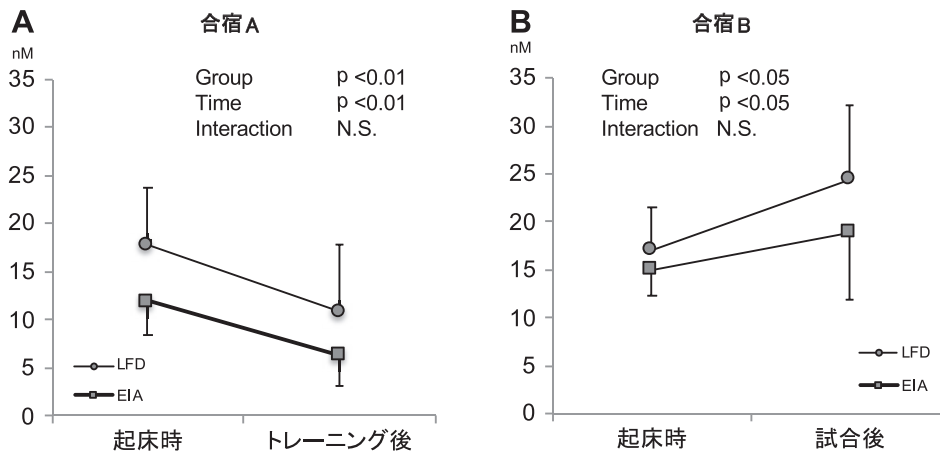 A
合宿A
nM
Group p <0.01
Time p <0.01
Interaction N.S.
35
30
25
20
15
10
5
0
LFD
EIA
起床時 トレーニング後
B
合宿B
nM
Group p <0.05
Time p <0.05
Interaction N.S.
35
30
25
20
15
10
5
0
LFD
EIA
起床時 試合後